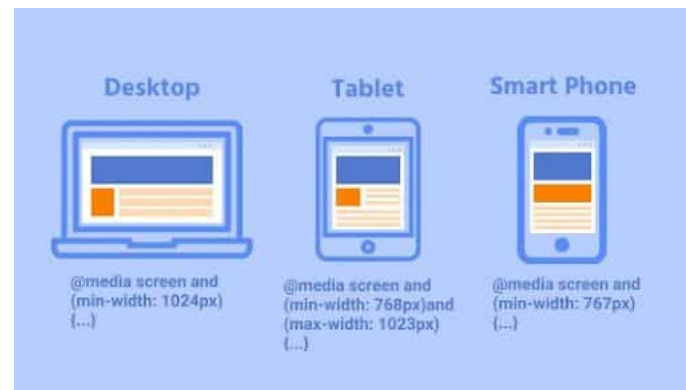 Desktop
@media screen and
(min-width: 1024px)
{...}
Tablet
@media screen and
(min-width: 768px)and
(max-width: 1023px)
{...}
Smart Phone
@media screen and
(min-width: 767px)
{...}